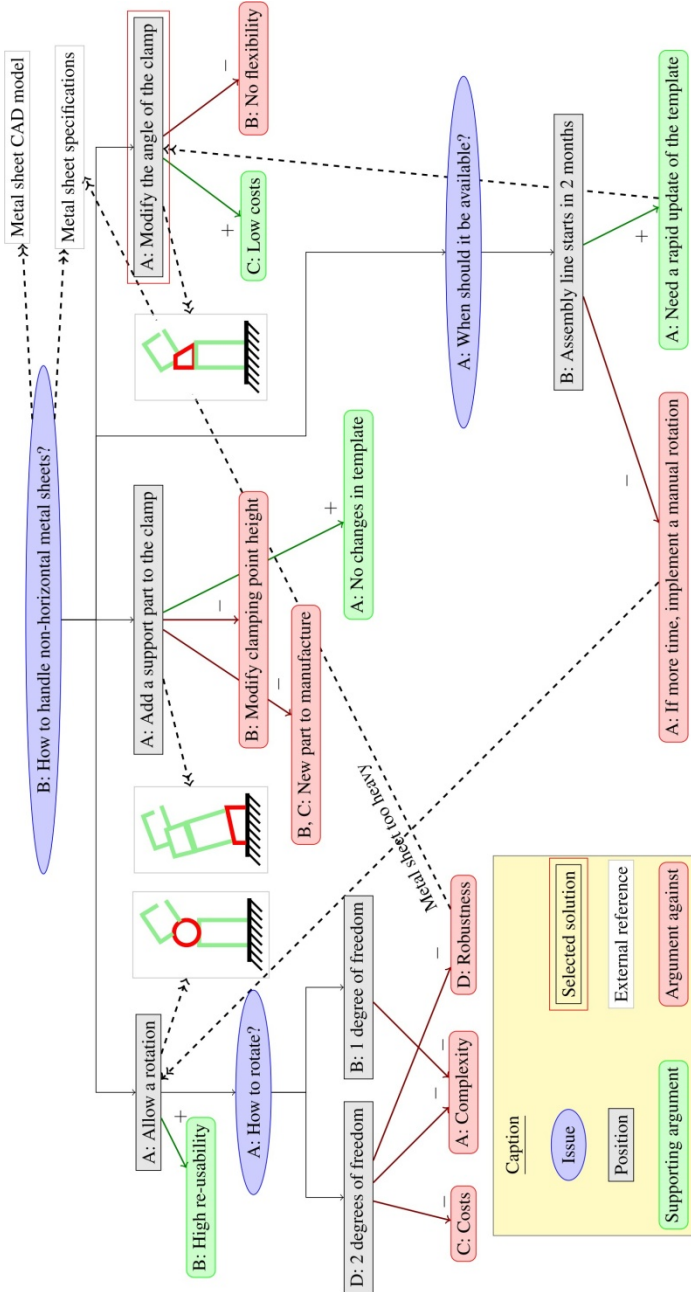 B: How to handle non-horizontal metal sheets?
Metal sheet CAD model
Metal sheet specifications
A: Allow a rotation
A: Add a support part to the clamp
A: Modify the angle of the clamp
+
B: High re-usability
−
B: Modify clamping point height
−
B, C: New part to manufacture
+
A: No changes in template
+
C: Low costs
−
B: No flexibility
A: How to rotate?
D: 2 degrees of freedom
B: 1 degree of freedom
−
−
−
−
C: Costs
A: Complexity
D: Robustness
Metal sheet too heavy
A: When should it be available?
B: Assembly line starts in 2 months
−
+
A: If more time, implement a manual rotation
A: Need a rapid update of the template
Caption
Issue
Selected solution
Position
External reference
Supporting argument
Argument against